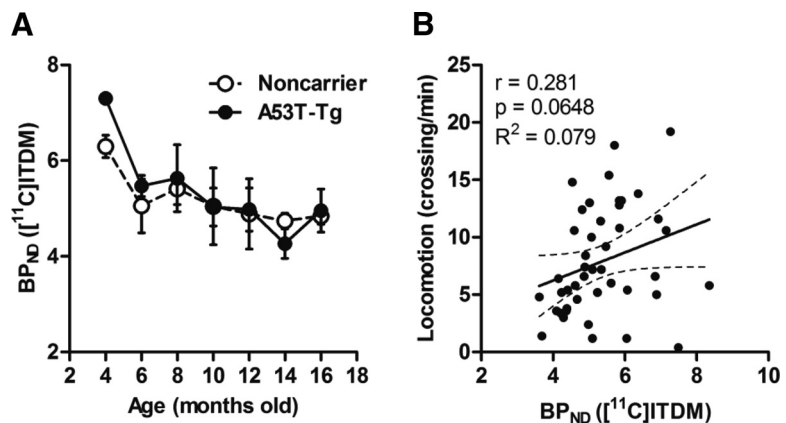 A
BP_ND ([¹¹C]ITDM)
8
6
4
2
Noncarrier
A53T-Tg
2 4 6 8 10 12 14 16 18
Age (months old)
B
Locomotion (crossing/min)
25
20
15
10
5
0
r = 0.281
p = 0.0648
R² = 0.079
2 4 6 8 10
BP_ND ([¹¹C]ITDM)